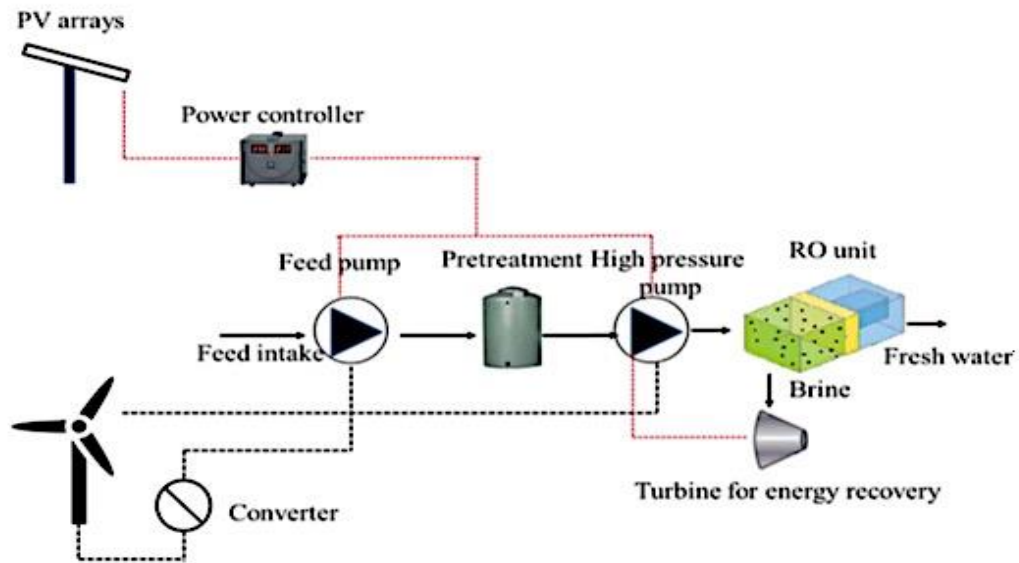 PV arrays
Power controller
Feed pump
Pretreatment
High pressure
pump
RO unit
Feed intake
Fresh water
Brine
Turbine for energy recovery
Converter